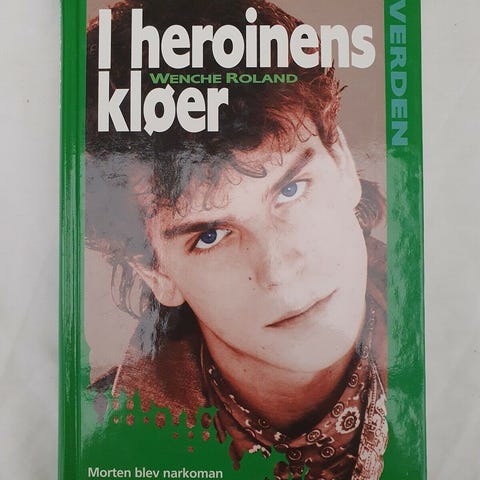 I heroinens
WENCHE ROLAND
kløer
VERDEN
Morten blev narkoman